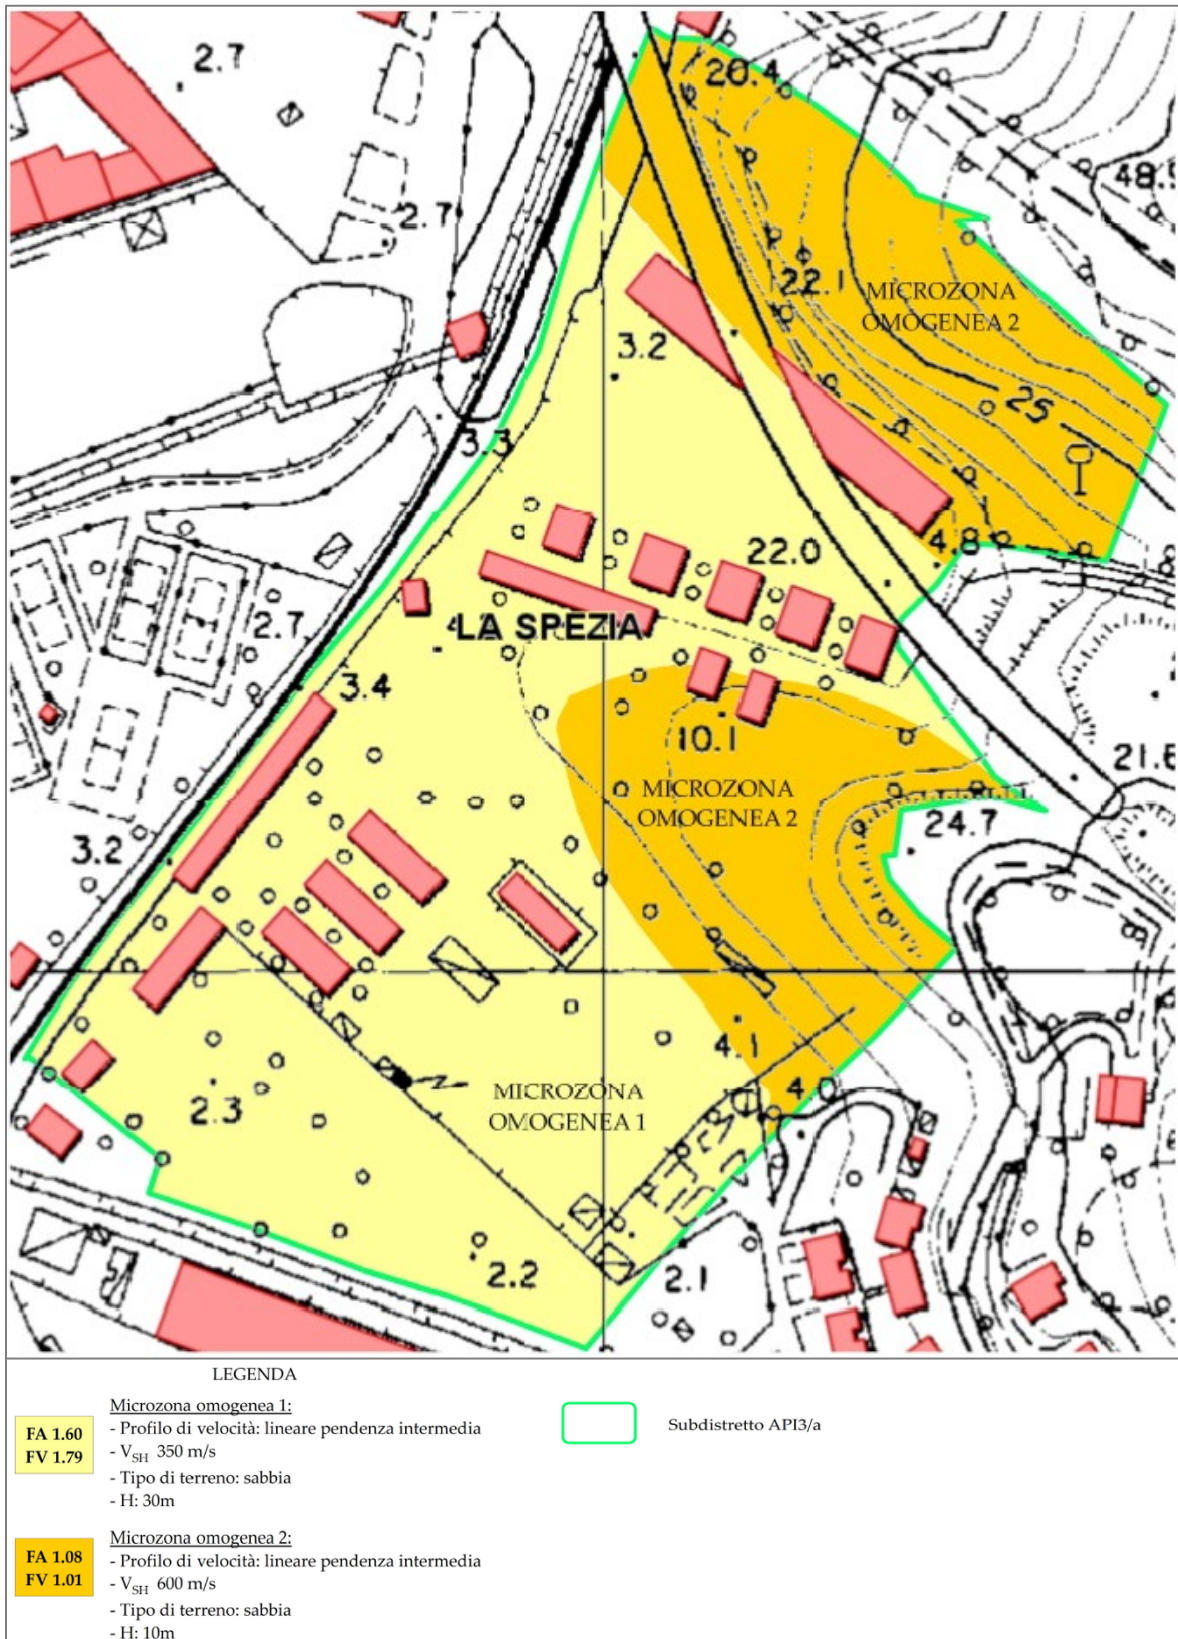 2.7
20.4
48.
2.7
22.1
MICROZONA
OMOGENEA 2
3.2
25
3.3
4.8
22.0
2.7
LA SPEZIA
3.4
10.1
21.6
MICROZONA
OMOGENEA 2
24.7
3.2
4.1
MICROZONA
OMOGENEA 1
4
2.3
2.2
2.1
LEGENDA
Microzona omogenea 1:
FA 1.60
FV 1.79
- Profilo di velocità: lineare pendenza intermedia
- VSH 350 m/s
- Tipo di terreno: sabbia
- H: 30m
Subdistretto API3/a
Microzona omogenea 2:
FA 1.08
FV 1.01
- Profilo di velocità: lineare pendenza intermedia
- VSH 600 m/s
- Tipo di terreno: sabbia
- H: 10m